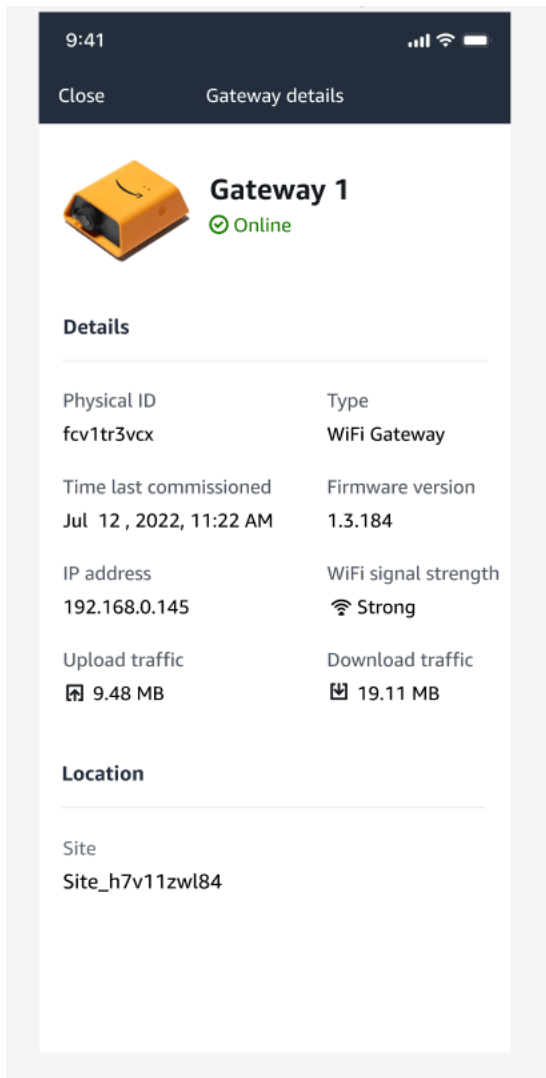 9:41
Close Gateway details
Gateway 1
Online
Details
Physical ID Type
fcv1tr3vcx WiFi Gateway
Time last commissioned Firmware version
Jul 12 , 2022, 11:22 AM 1.3.184
IP address WiFi signal strength
192.168.0.145 Strong
Upload traffic Download traffic
9.48 MB 19.11 MB
Location
Site
Site_h7v11zwl84